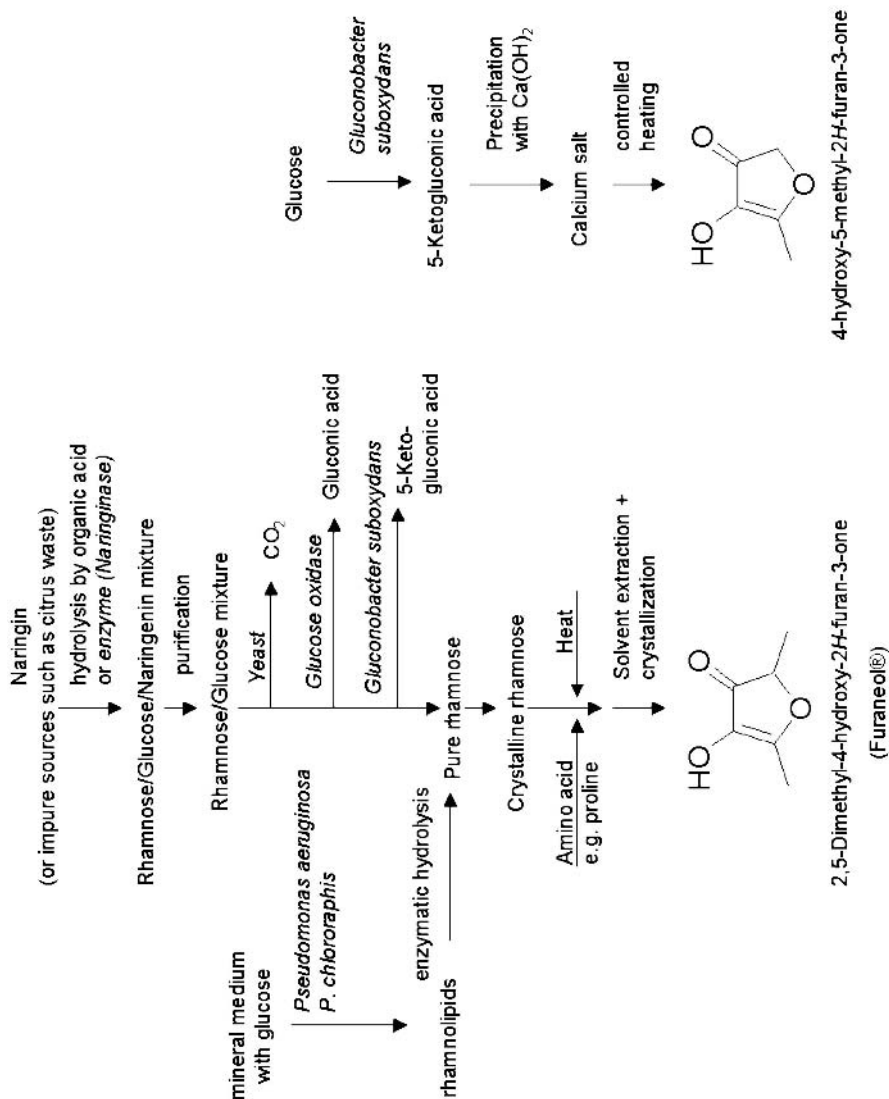 Naringin
(or impure sources such as citrus waste)
hydrolysis by organic acid
or enzyme (Naringinase)
Rhamnose/Glucose/Naringenin mixture
purification
Rhamnose/Glucose mixture
Yeast
CO2
Glucose oxidase
Gluconic acid
Gluconobacter suboxydans
5-Keto-
gluconic acid
mineral medium
with glucose
Pseudomonas aeruginosa
P. chlororaphis
rhamnolipids
enzymatic hydrolysis
Pure rhamnose
Crystalline rhamnose
Amino acid
e.g. proline
Heat
Solvent extraction +
crystallization
HO
O
O
2,5-Dimethyl-4-hydroxy-2H-furan-3-one
(Furaneol®)
Glucose
Gluconobacter
suboxydans
5-Ketogluconic acid
Precipitation
with Ca(OH)2
Calcium salt
controlled
heating
HO
O
O
4-hydroxy-5-methyl-2H-furan-3-one